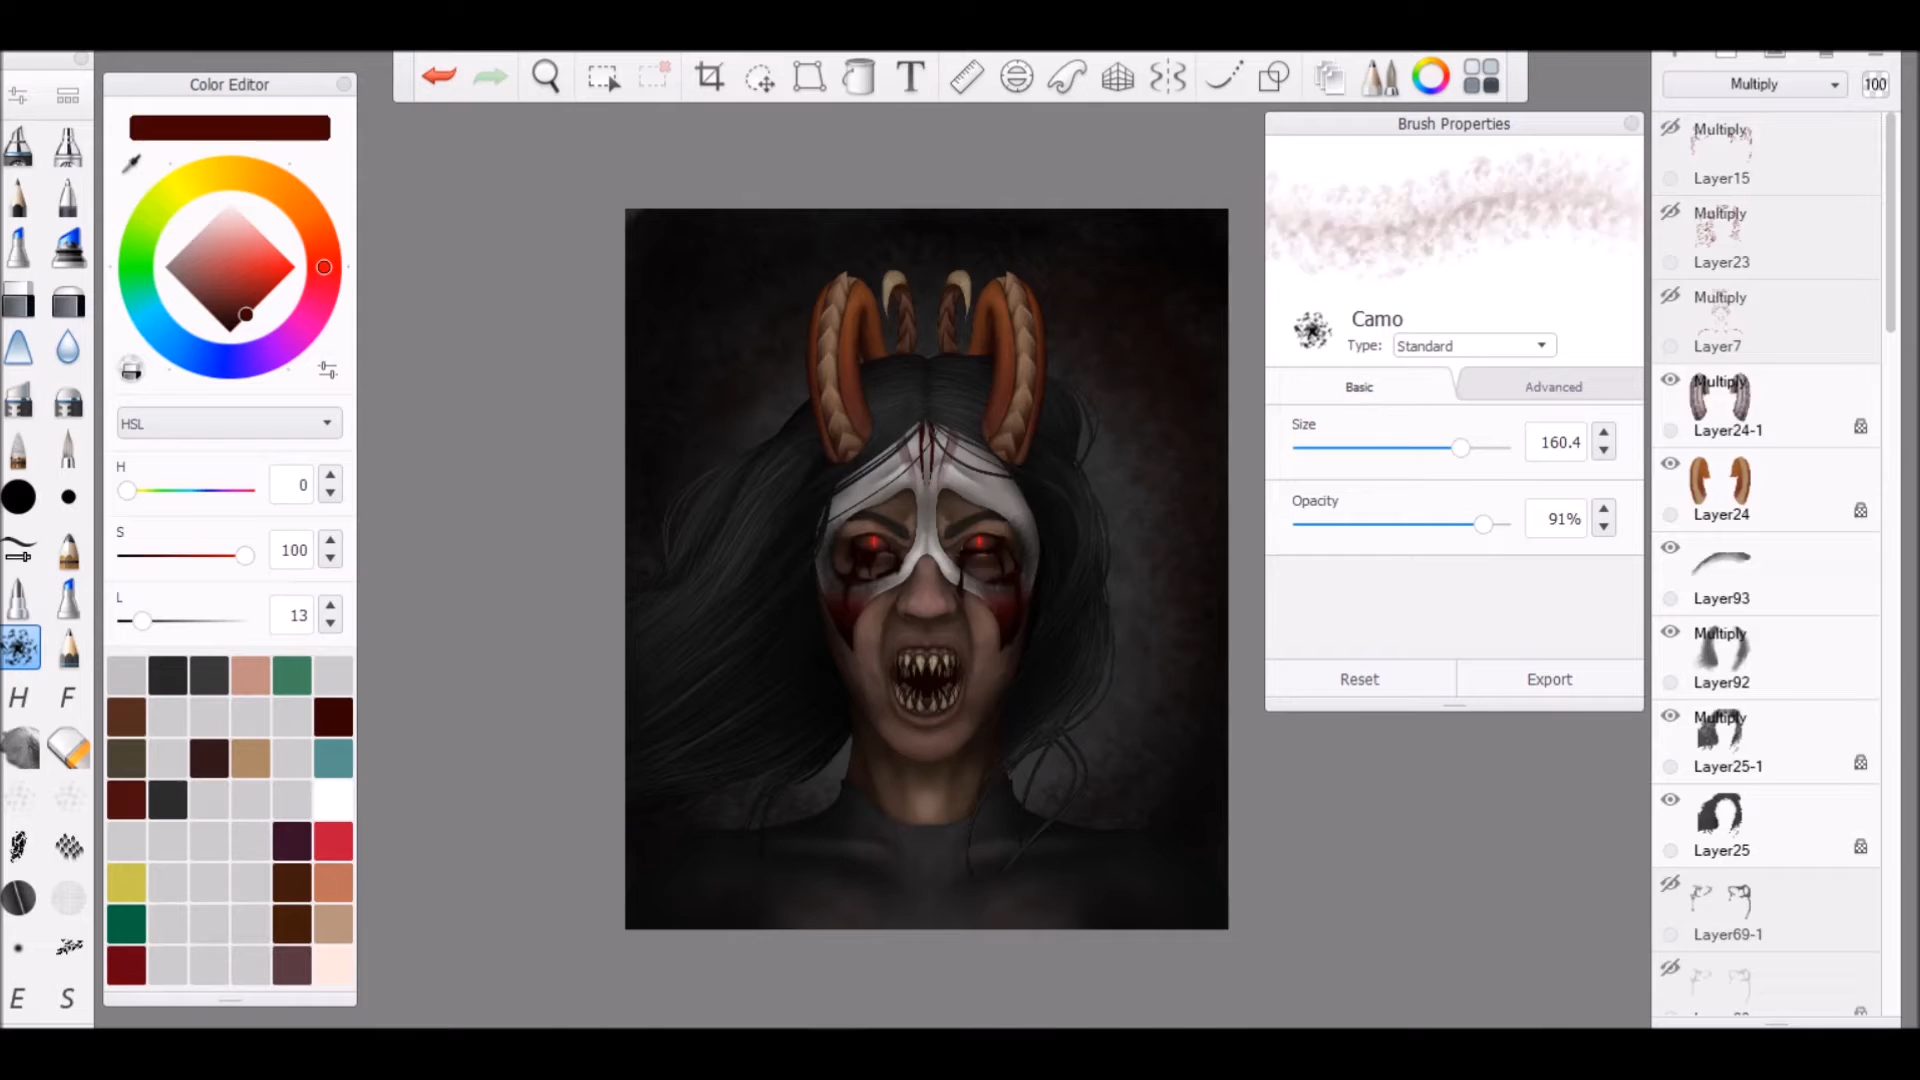 Color Editor
HSL
H
0
S
100
L
13
H F
E S
T
Brush Properties
Camo
Type: Standard
Basic
Advanced
Size
160.4
Opacity
91%
Reset
Export
Multiply
100
Multiply
Layer15
Multiply
Layer23
Multiply
Layer7
Multiply
Layer24-1
Layer24
Layer93
Multiply
Layer92
Multiply
Layer25-1
Layer25
Layer69-1